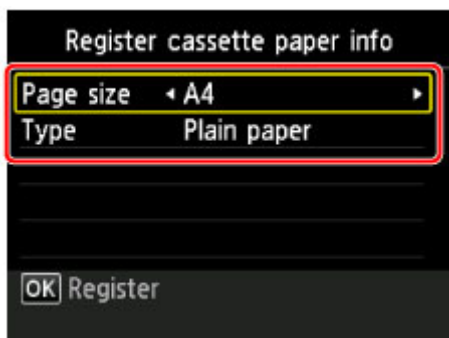 Register cassette paper info
Page size A4
Type Plain paper
OK Register